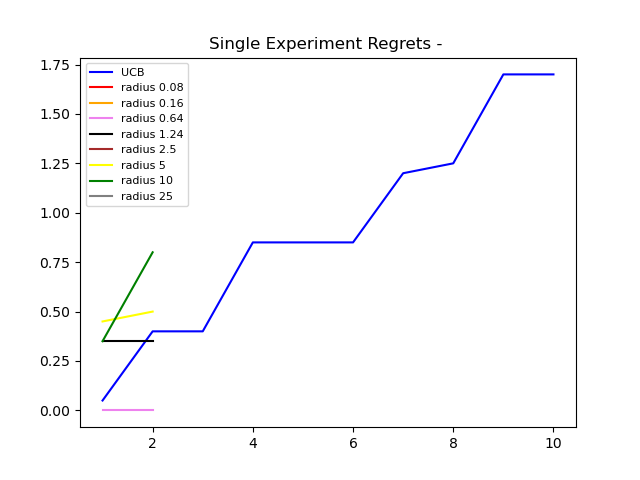 Single Experiment Regrets -
1.75
1.50
1.25
1.00
0.75
0.50
0.25
0.00
UCB
radius 0.08
radius 0.16
radius 0.64
radius 1.24
radius 2.5
radius 5
radius 10
radius 25
2 4 6 8 10